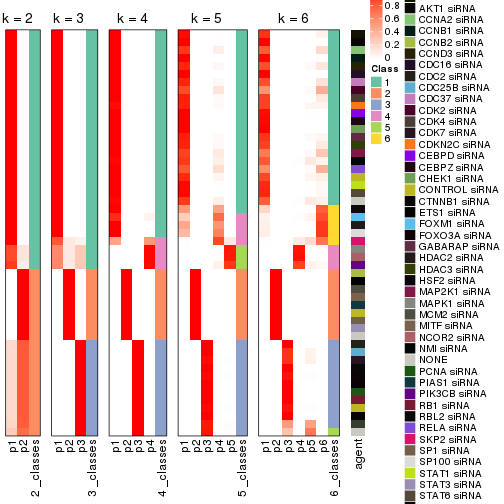 k = 2 k = 3 k = 4 k = 5 k = 6
p1
p2
2_classes
p1
p2
p3
3_classes
p1
p2
p3
p4
4_classes
p1
p2
p3
p4
p5
5_classes
p1
p2
p3
p4
p5
p6
6_classes
agent
0.8
0.6
0.4
0.2
0
Class
1
2
3
4
5
6
AKT1 siRNA
CCNA2 siRNA
CCNB1 siRNA
CCNB2 siRNA
CCND3 siRNA
CDC16 siRNA
CDC2 siRNA
CDC25B siRNA
CDC37 siRNA
CDK2 siRNA
CDK4 siRNA
CDK7 siRNA
CDKN2C siRNA
CEBPD siRNA
CEBPZ siRNA
CHEK1 siRNA
CONTROL siRNA
CTNNB1 siRNA
ETS1 siRNA
FOXM1 siRNA
FOXO3A siRNA
GABARAP siRNA
HDAC2 siRNA
HDAC3 siRNA
HSF2 siRNA
MAP2K1 siRNA
MAPK1 siRNA
MCM2 siRNA
MITF siRNA
NCOR2 siRNA
NMI siRNA
NONE
PCNA siRNA
PIAS1 siRNA
PIK3CB siRNA
RB1 siRNA
RBL2 siRNA
RELA siRNA
SKP2 siRNA
SP1 siRNA
SP100 siRNA
STAT1 siRNA
STAT3 siRNA
STAT6 siRNA